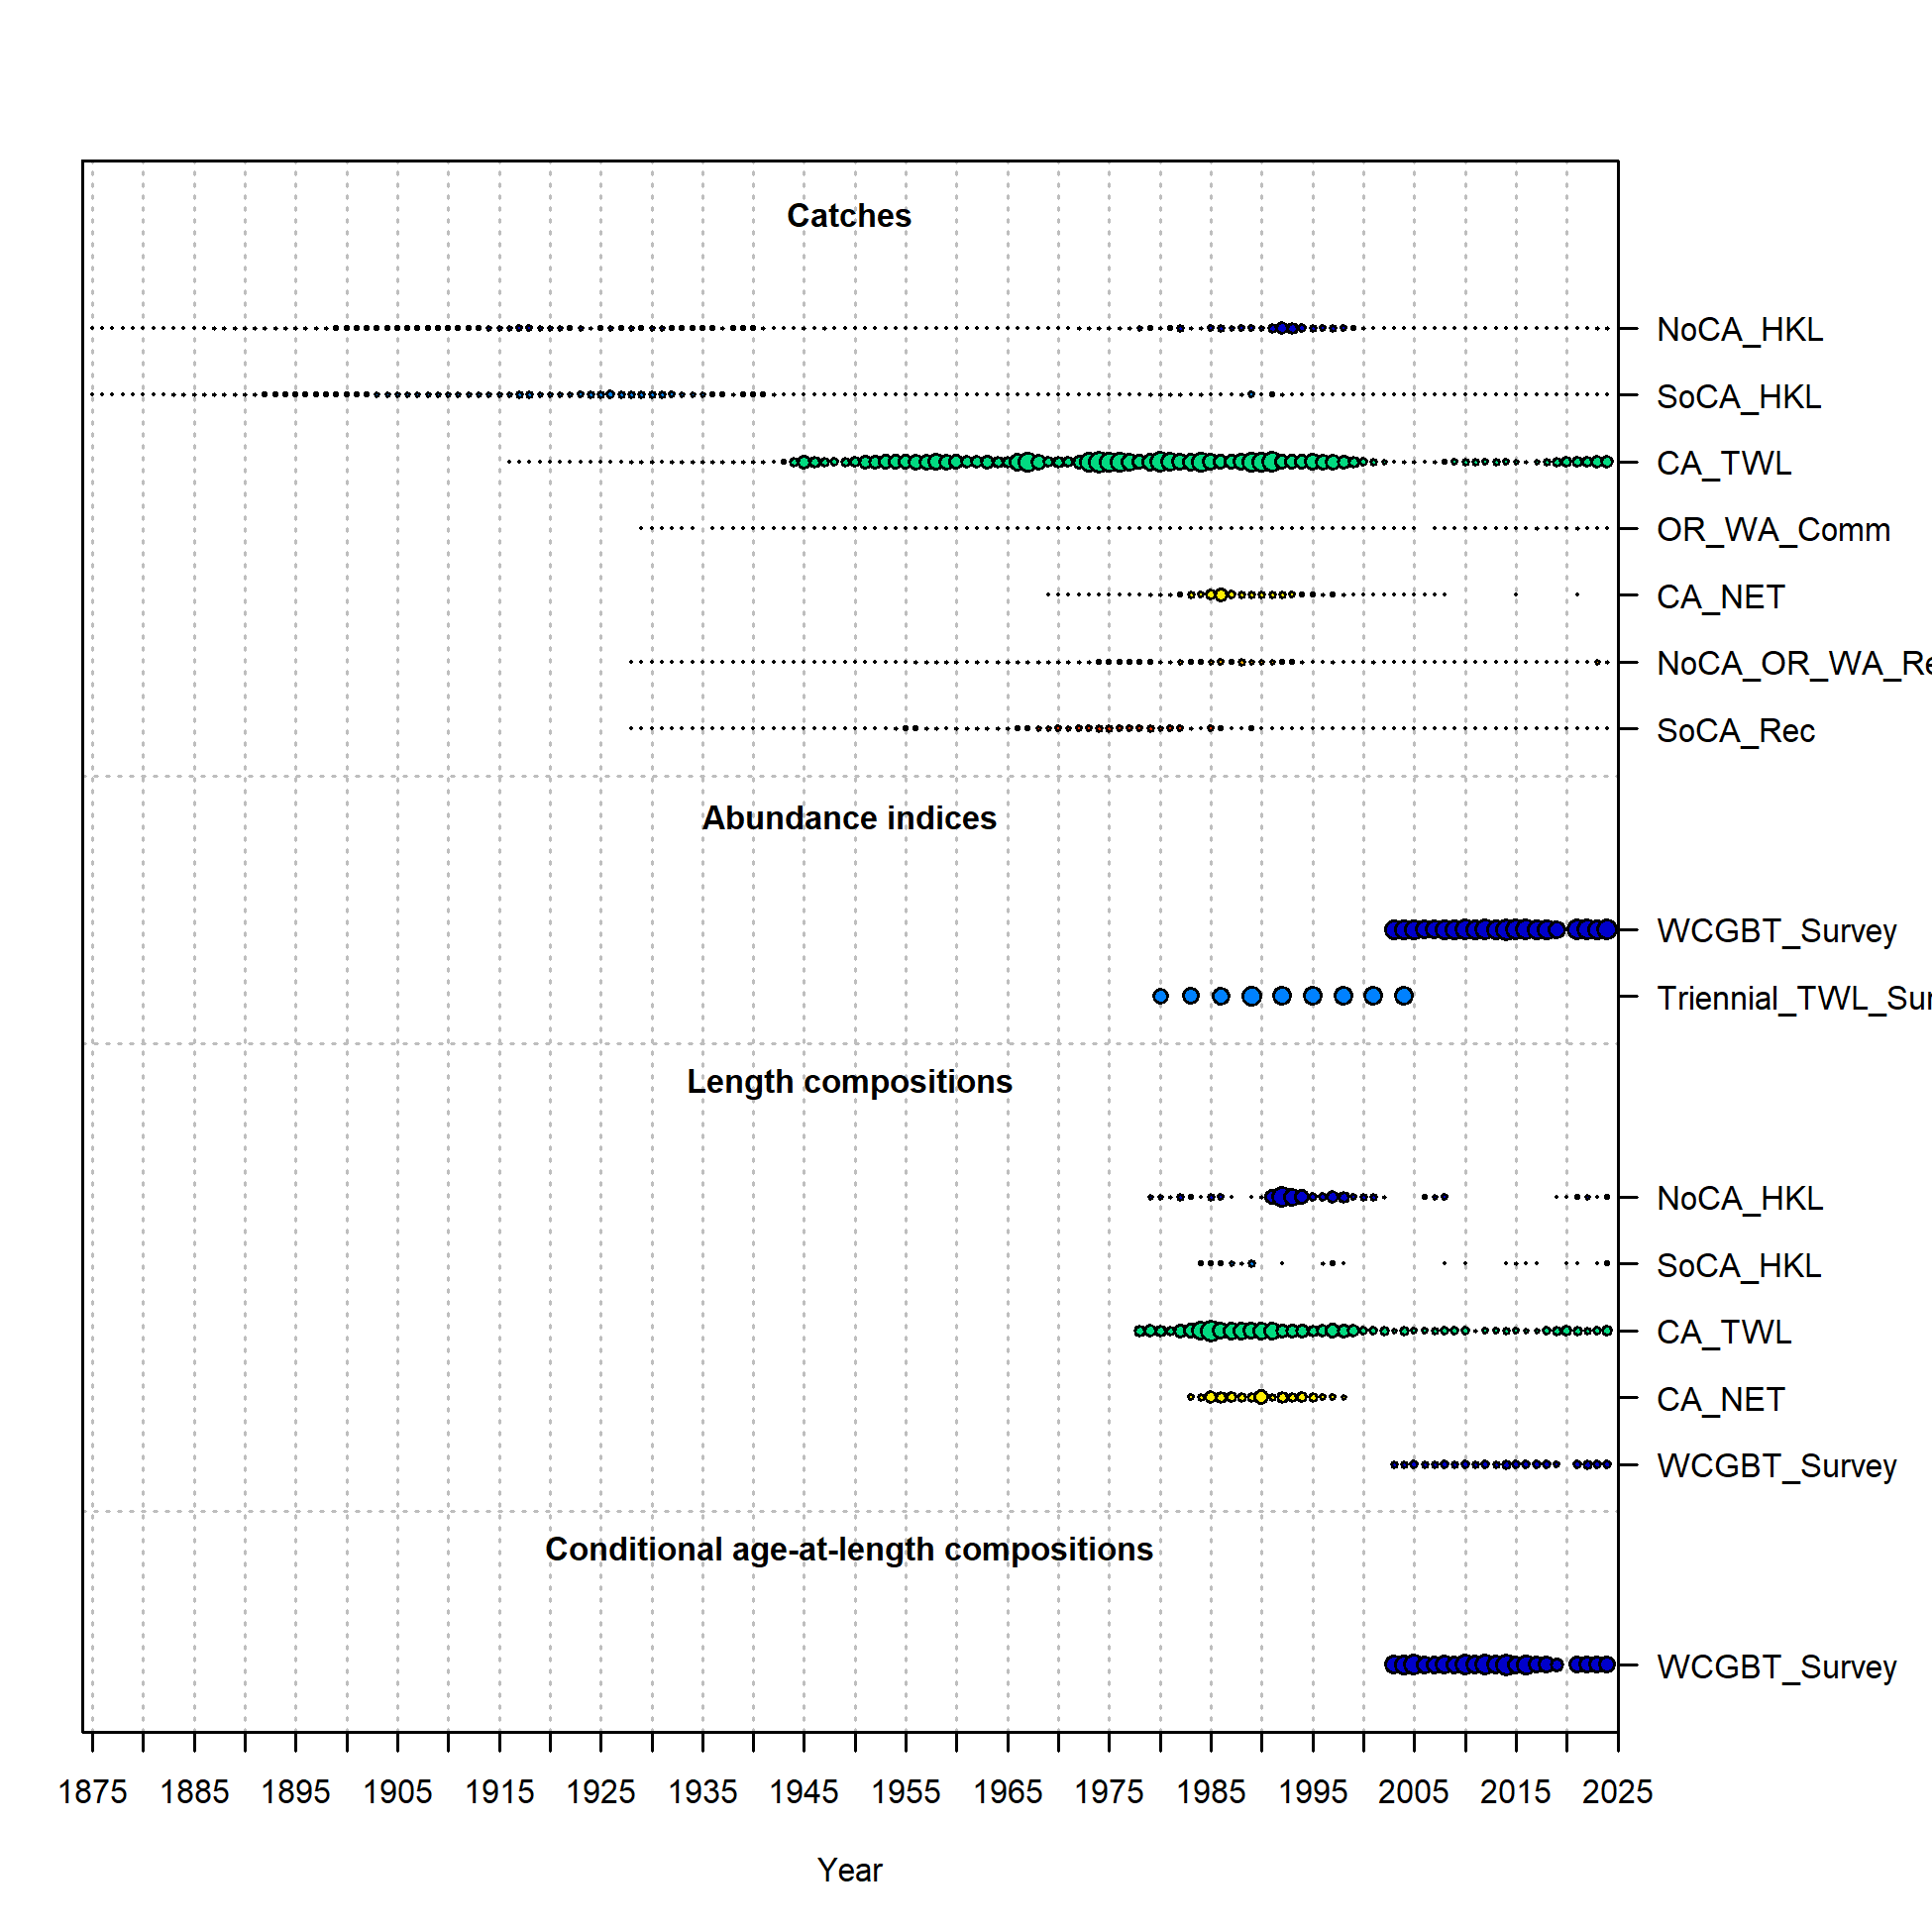 Catches
NoCA_HKL
SoCA_HKL
CA_TWL
OR_WA_Comm
CA_NET
NoCA_OR_WA_Re
SoCA_Rec
Abundance indices
WCGBT_Survey
Triennial_TWL_Sur
Length compositions
NoCA_HKL
SoCA_HKL
CA_TWL
CA_NET
WCGBT_Survey
Conditional age-at-length compositions
WCGBT_Survey
1875 1885 1895 1905 1915 1925 1935 1945 1955 1965 1975 1985 1995 2005 2015 2025
Year